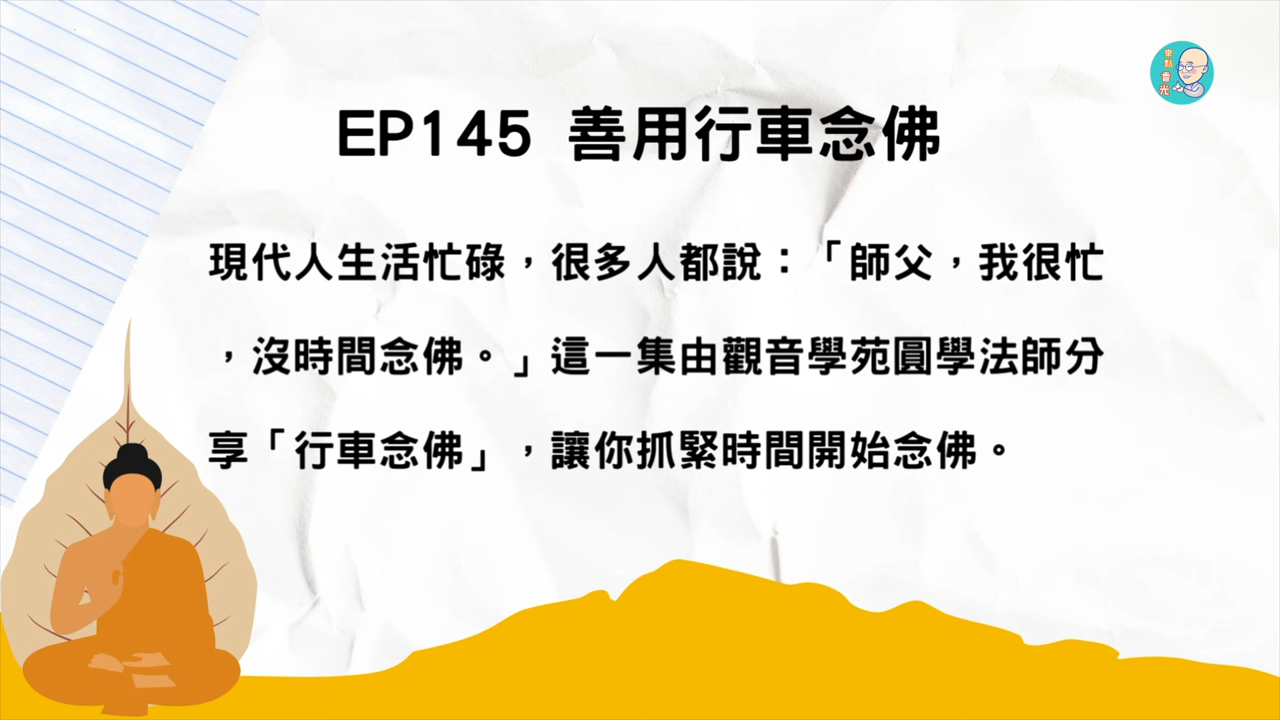 來點看光
EP145 善用行車念佛
現代人生活忙碌，很多人都說：「師父，我很忙
，沒時間念佛。」這一集由觀音學苑圓學法師分
享「行車念佛」，讓你抓緊時間開始念佛。